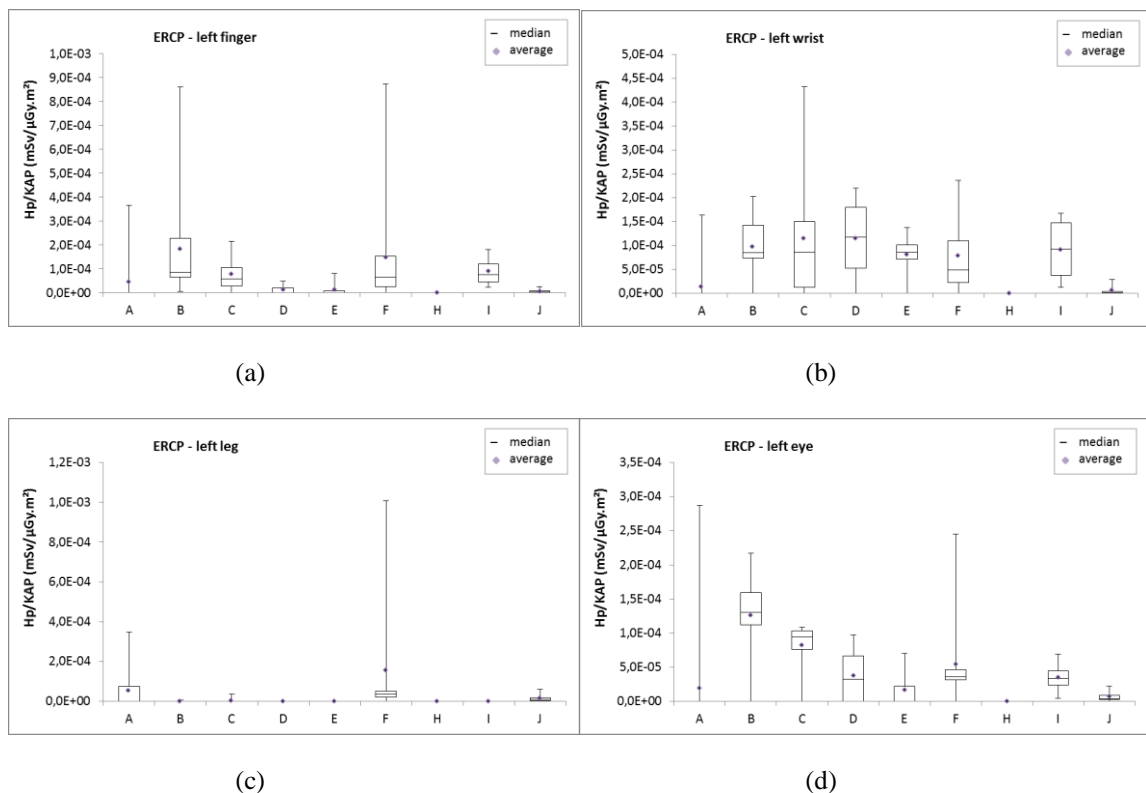 ERCP - left finger
– median
◆ average
Hp/KAP (mSv/µGy.m²)
1,0E-03
9,0E-04
8,0E-04
7,0E-04
6,0E-04
5,0E-04
4,0E-04
3,0E-04
2,0E-04
1,0E-04
0,0E+00
A B C D E F H I J
(a)
ERCP - left wrist
– median
◆ average
Hp/KAP (mSv/µGy.m²)
5,0E-04
4,5E-04
4,0E-04
3,5E-04
3,0E-04
2,5E-04
2,0E-04
1,5E-04
1,0E-04
5,0E-05
0,0E+00
A B C D E F H I J
(b)
ERCP - left leg
– median
◆ average
Hp/KAP (mSv/µGy.m²)
1,2E-03
1,0E-03
8,0E-04
6,0E-04
4,0E-04
2,0E-04
0,0E+00
A B C D E F H I J
(c)
ERCP - left eye
– median
◆ average
Hp/KAP (mSv/µGy.m²)
3,5E-04
3,0E-04
2,5E-04
2,0E-04
1,5E-04
1,0E-04
5,0E-05
0,0E+00
A B C D E F H I J
(d)